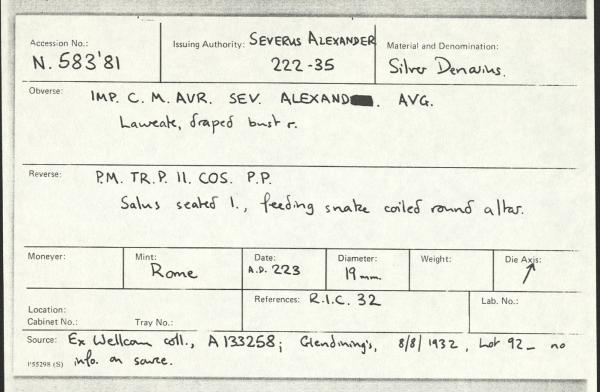 Accession No.: N. 583'81
Issuing Authority: SEVERUS ALEXANDER 222-35
Material and Denomination: Silver Denarius.
Obverse: IMP. C. M. AVR. SEV. ALEXAND. AVG.
Laureate, draped bust r.
Reverse: P.M. TR.P. II. COS. P.P.
Salus seated l., feeding snake coiled round altar.
Moneyer:
Mint: Rome
Date: A.D. 223
Diameter: 19 mm.
Weight:
Die Axis: ↗
Location:
Cabinet No.: Tray No.:
References: R.I.C. 32
Lab. No.:
Source: Ex Wellcom coll., A133258; Glendining's, 8/8/1932, Lot 92 - no
info. on source.
1'55298 (S)